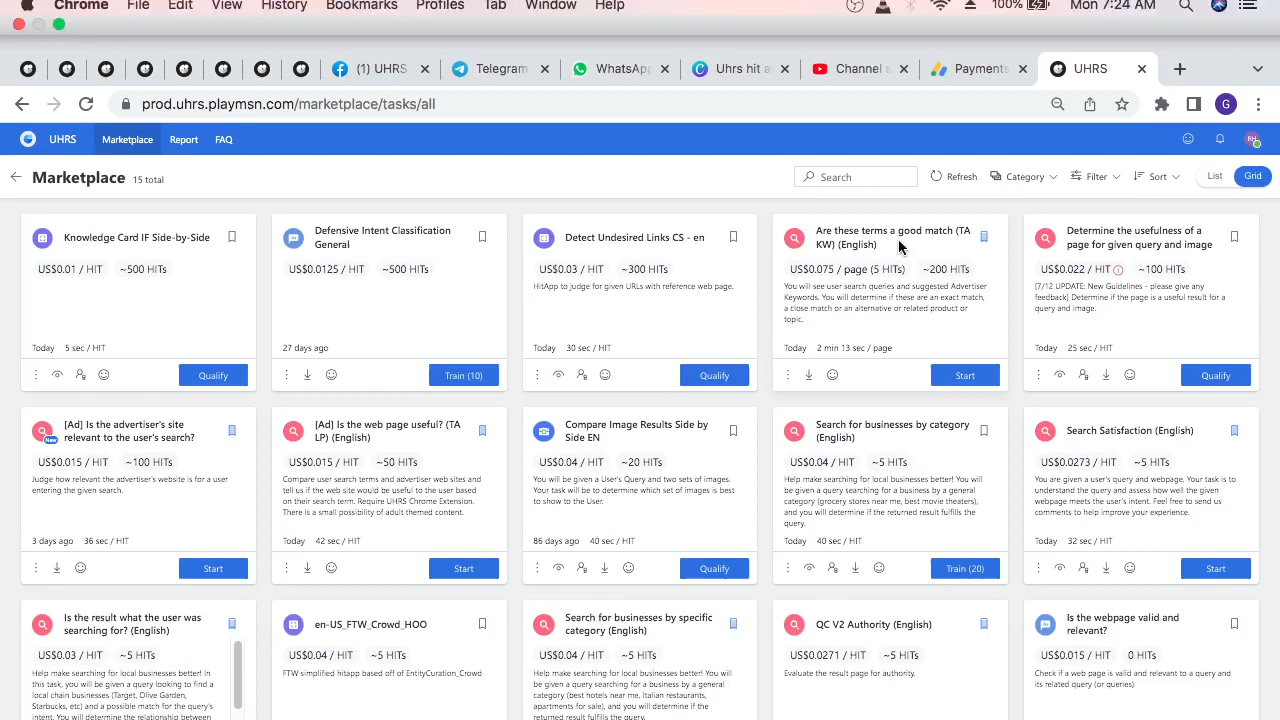 Chrome File Edit View History Bookmarks Profiles Tab Window Help 100% Mon 7:24 AM
(1) UHRS Telegram WhatsApp Uhrs hit a Channel a Payments UHRS
prod.uhrs.playmsn.com/marketplace/tasks/all G
UHRS Marketplace Report FAQ RH
Marketplace 15 total Search Refresh Category Filter Sort List Grid
Knowledge Card IF Side-by-Side
US$0.01 / HIT ~500 HITs
Today 5 sec / HIT
Qualify
Defensive Intent Classification
General
US$0.0125 / HIT ~500 HITs
27 days ago
Train (10)
Detect Undesired Links CS - en
US$0.03 / HIT ~300 HITs
HitApp to judge for given URLs with reference web page.
Today 30 sec / HIT
Qualify
Are these terms a good match (TA
KW) (English)
US$0.075 / page (5 HITs) ~200 HITs
You will see user search queries and suggested Advertiser
Keywords. You will determine if these are an exact match,
a close match or an alternative or related product or
topic.
Today 2 min 13 sec / page
Start
Determine the usefulness of a
page for given query and image
US$0.022 / HIT ~100 HITs
[7/12 UPDATE: New Guidelines - please give any
feedback] Determine if the page is a useful result for a
query and image.
Today 25 sec / HIT
Qualify
[Ad] Is the advertiser's site
relevant to the user's search?
New
US$0.015 / HIT ~100 HITs
Judge how relevant the advertiser's website is for a user
entering the given search.
3 days ago 36 sec / HIT
Start
[Ad] Is the web page useful? (TA
LP) (English)
US$0.015 / HIT ~50 HITs
Compare user search terms and advertiser web sites and
tell us if the web site would be useful to the user based
on their search term. Require UHRS Chrome Extension.
There is a small possibility of adult themed content.
Today 42 sec / HIT
Start
Compare Image Results Side by
Side EN
US$0.04 / HIT ~20 HITs
You will be given a User's Query and two sets of images.
Your task will be to determine which set of images is best
to show to the User.
86 days ago 40 sec / HIT
Qualify
Search for businesses by category
(English)
US$0.04 / HIT ~5 HITs
Help make searching for local businesses better! You will
be given a query searching for a business by a general
category (grocery stores near me, best movie theaters),
and you will determine if the returned result fulfills the
query.
Today 40 sec / HIT
Train (20)
Search Satisfaction (English)
US$0.0273 / HIT ~5 HITs
You are given a user's query and webpage. Your task is to
understand the query and assess how well the given
webpage meets the user's intent. Feel free to send us
comments to help improve your experience.
Today 32 sec / HIT
Start
Is the result what the user was
searching for? (English)
US$0.03 / HIT ~5 HITs
Help make searching for local businesses better! In
this task, you will be given a query looking to find a
local chain businesses (Target, Olive Garden,
Starbucks, etc) and a possible match for the query's
intent. You will determine the relationship between
en-US_FTW_Crowd_HOO
US$0.04 / HIT ~5 HITs
FTW simplified hitapp based off of EntityCuration_Crowd
Search for businesses by specific
category (English)
US$0.04 / HIT ~5 HITs
Help make searching for local businesses better! You will
be given a query searching for a business by a specific
category (best hotels near me, Italian restaurants,
apartments for sale), and you will determine if the
returned result fulfills the query.
QC V2 Authority (English)
US$0.0271 / HIT ~5 HITs
Evaluate the result page for authority.
Is the webpage valid and
relevant?
US$0.015 / HIT 0 HITs
Check if a web page is valid and relevant to a query and
its related query (or queries)